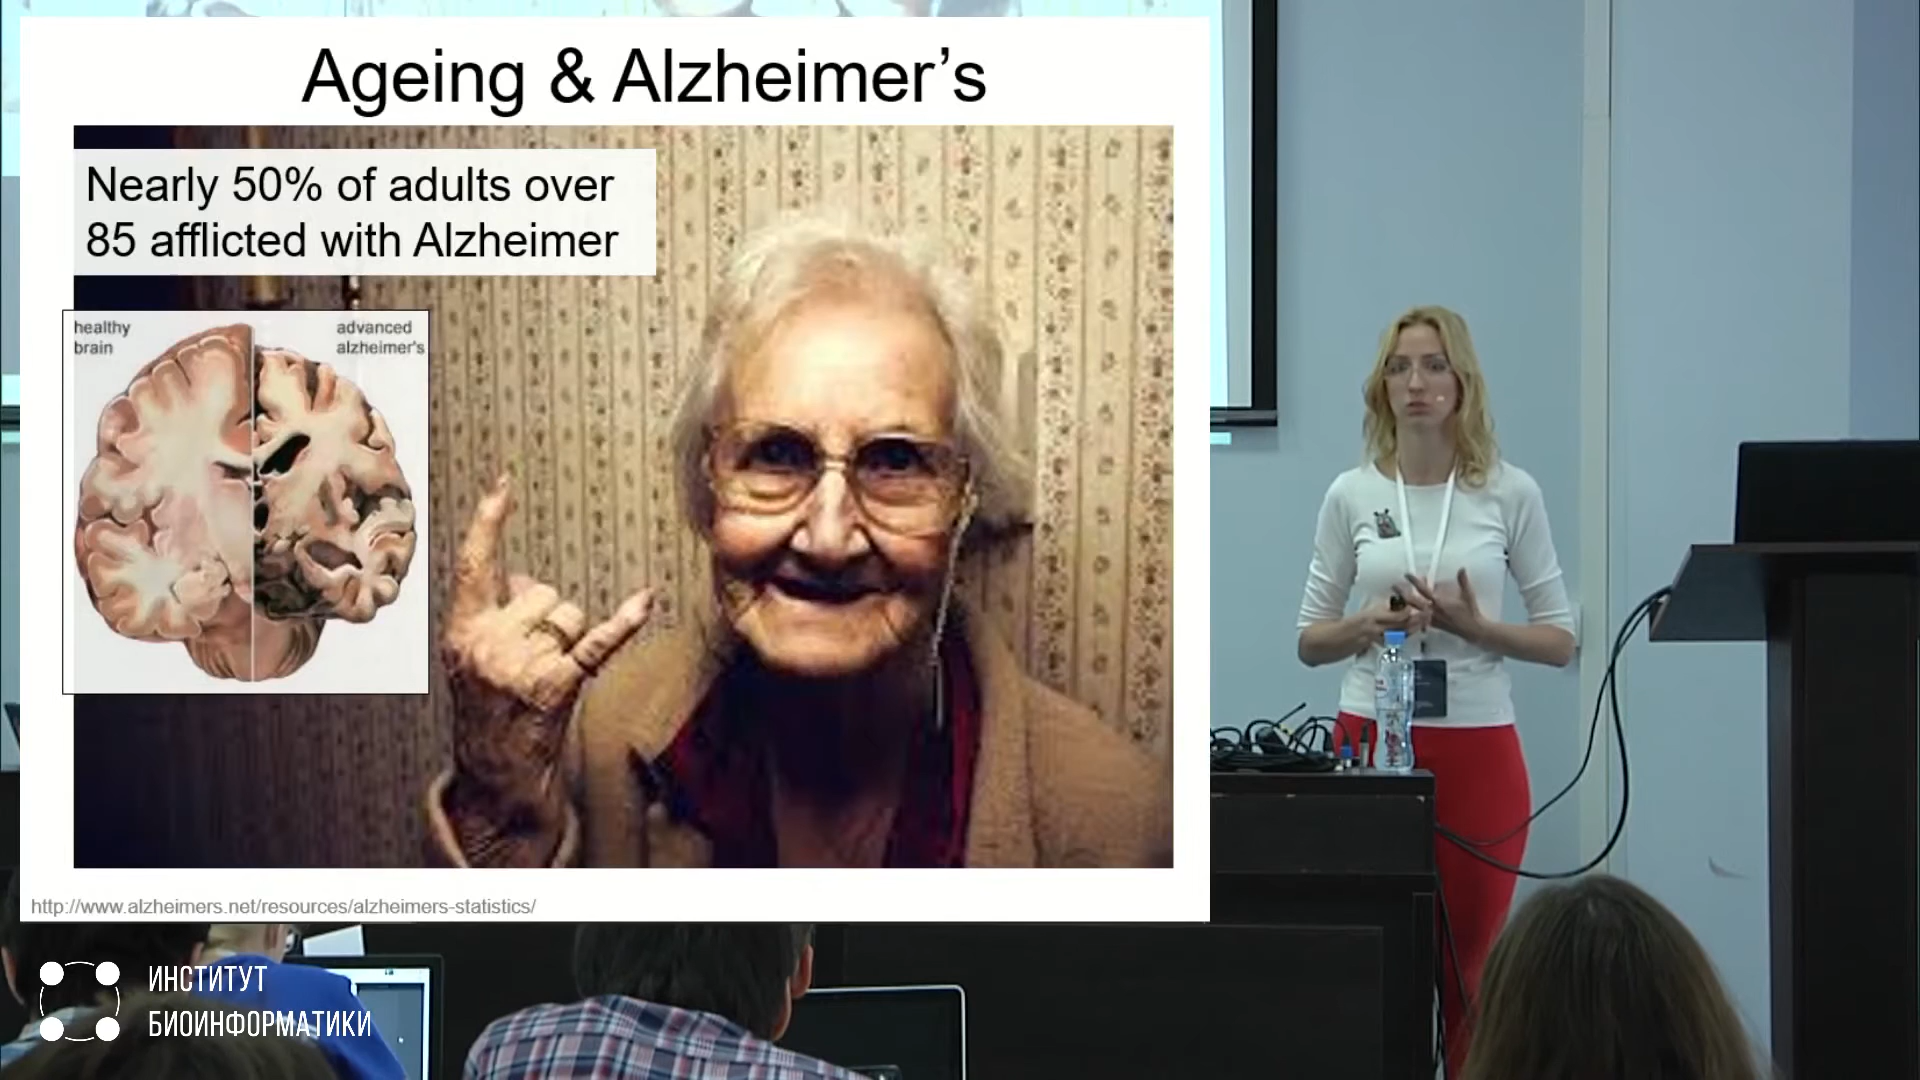 Ageing & Alzheimer’s
Nearly 50% of adults over
85 afflicted with Alzheimer
healthy
brain
advanced
alzheimer's
http://www.alzheimers.net/resources/alzheimers-statistics/
ИНСТИТУТ
БИОИНФОРМАТИКИ